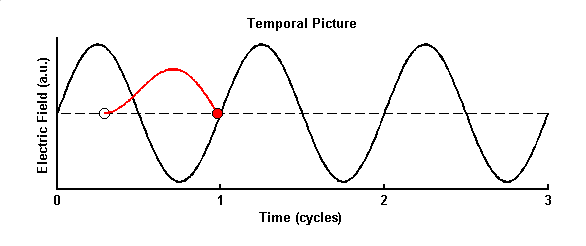 Temporal Picture
Electric Field (a.u.)
0 1 2 3
Time (cycles)